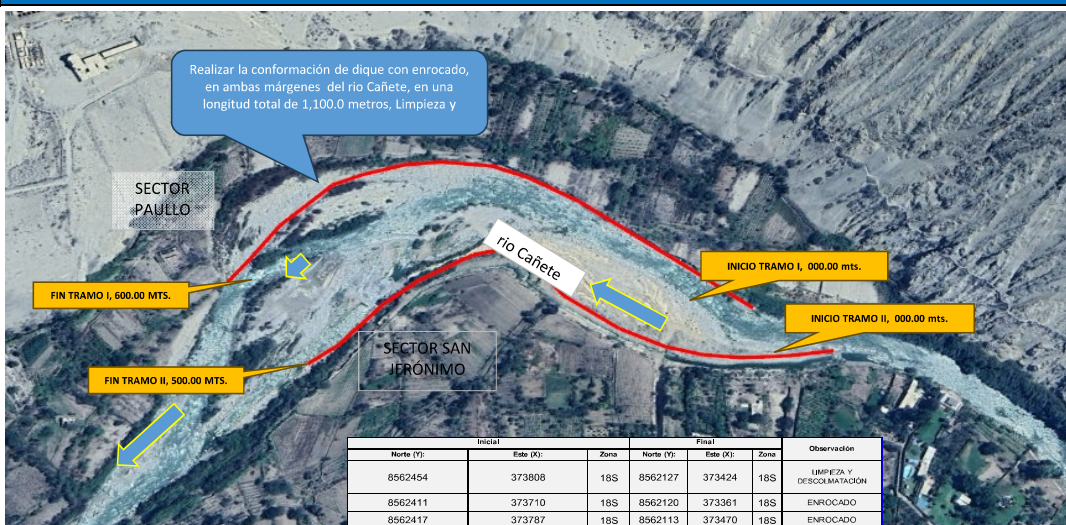 Realizar la conformación de dique con enrocado,
en ambas márgenes del rio Cañete, en una
longitud total de 1,100.0 metros, Limpieza y
SECTOR
PAULLO
rio Cañete
INICIO TRAMO I, 000.00 mts.
FIN TRAMO I, 600.00 MTS.
INICIO TRAMO II, 000.00 mts.
SECTOR SAN
JERÓNIMO
FIN TRAMO II, 500.00 MTS.
Inicial Final Observación
Norte (Y): Este (X): Zona Norte (Y): Este (X): Zona
8562454 373808 18S 8562127 373424 18S LIMPIEZA Y
DESCOLMATACIÓN
8562411 373710 18S 8562120 373361 18S ENROCADO
8562417 373787 18S 8562113 373470 18S ENROCADO